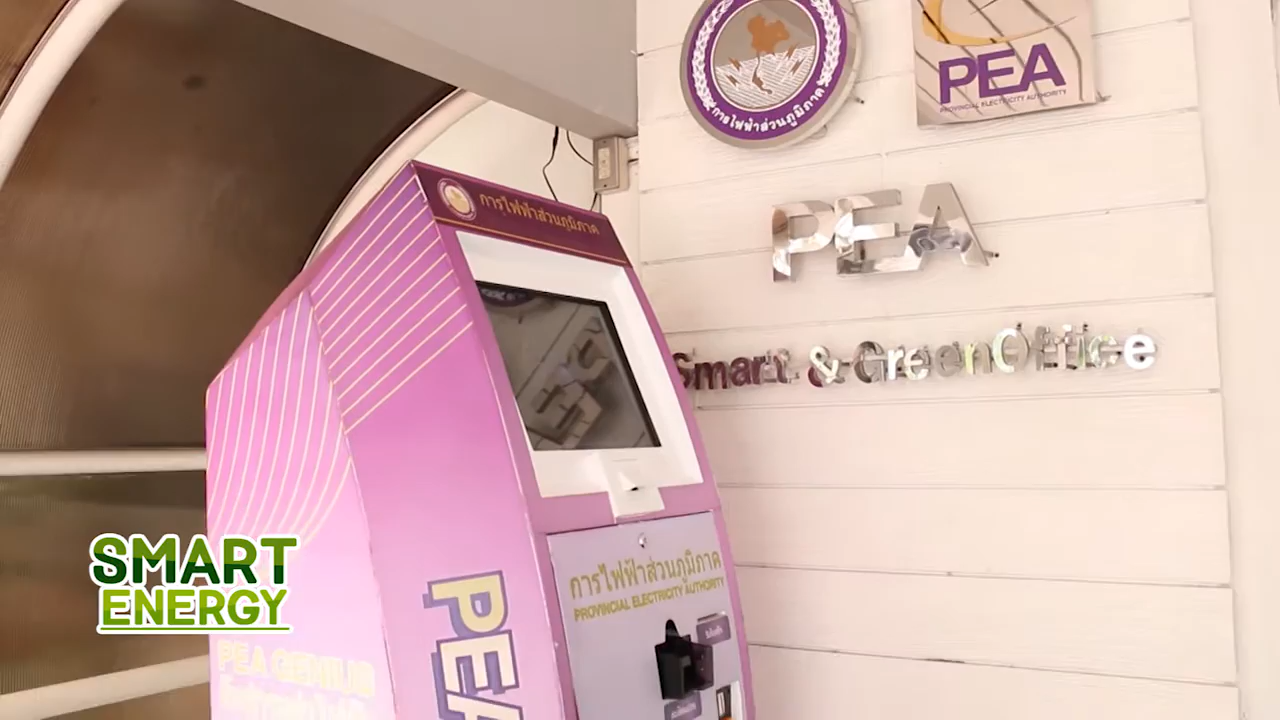 การไฟฟ้าส่วนภูมิภาค
PEA
PROVINCIAL ELECTRICITY AUTHORITY
PEA
Smart & GreenOffice
การไฟฟ้าส่วนภูมิภาค
การไฟฟ้าส่วนภูมิภาค
PROVINCIAL ELECTRICITY AUTHORITY
PEA
SMART
ENERGY
PEA GENIUS